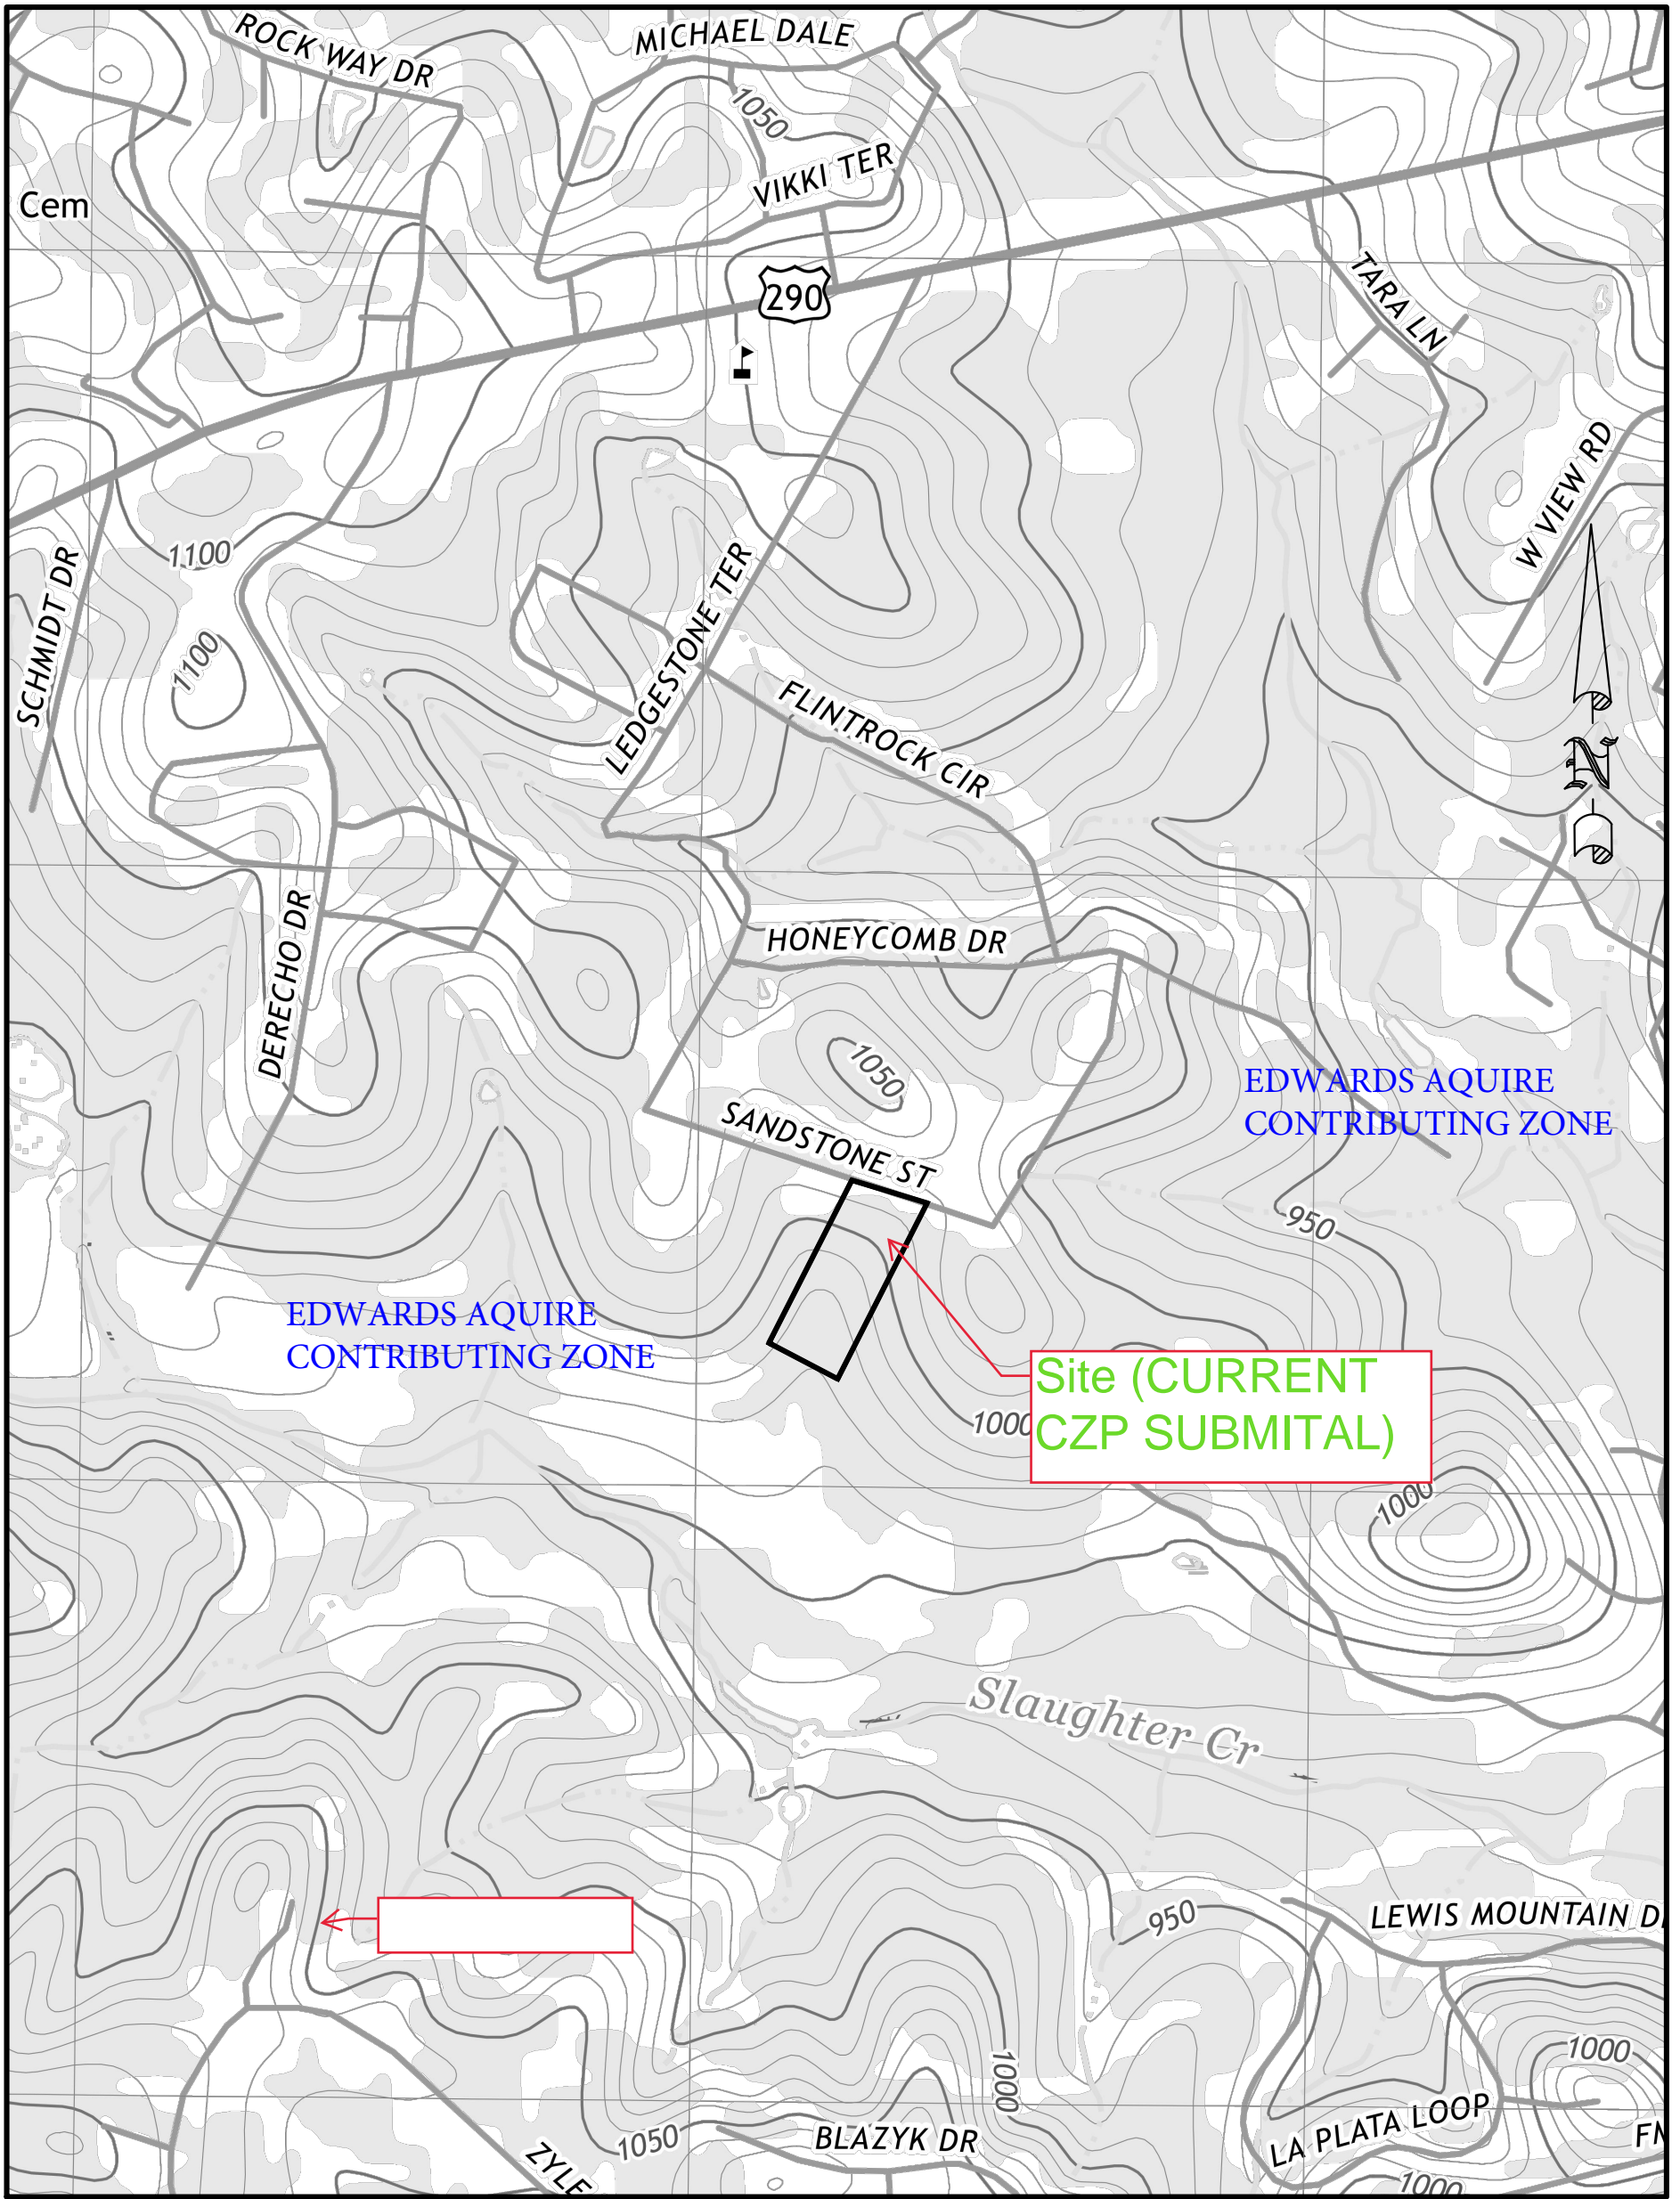 ROCK WAY DR
MICHAEL DALE
1050
VIKKI TER
Cem
290
TARA LN
W VIEW RD
1100
SCHMIDT DR
1100
LEDGESTONE TER
FLINTROCK CIR
N
DERECHO DR
HONEYCOMB DR
1050
EDWARDS AQUIRE
CONTRIBUTING ZONE
SANDSTONE ST
950
EDWARDS AQUIRE
CONTRIBUTING ZONE
Site (CURRENT
CZP SUBMITAL)
1000
1000
Slaughter Cr
950
LEWIS MOUNTAIN D
1000
1000
1050
BLAZYK DR
LA PLATA LOOP
FM
ZYLE
1000